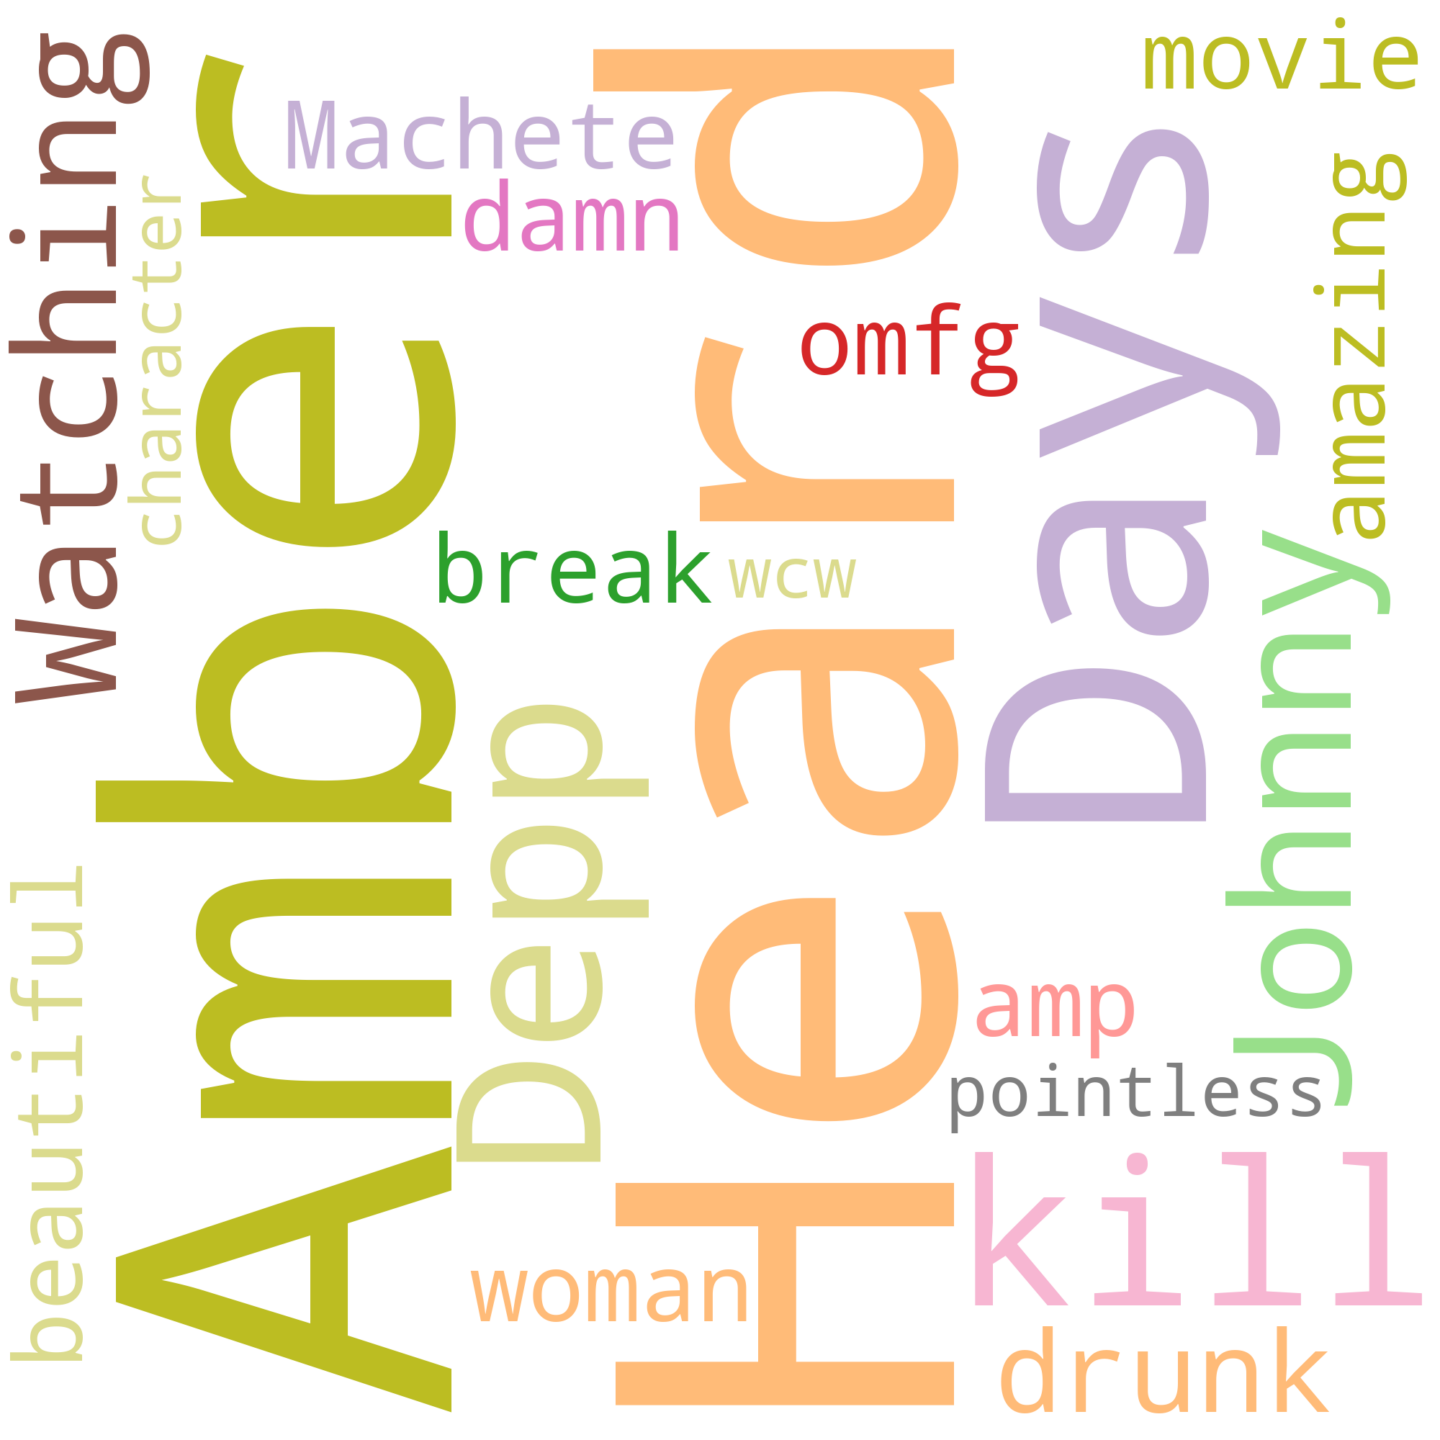 Watching
character
beautiful
Amber
Machete
damn
break
wcw
Depp
woman
Heard
omfg
Days
movie
amazing
Johnny
amp
pointless
kill
drunk